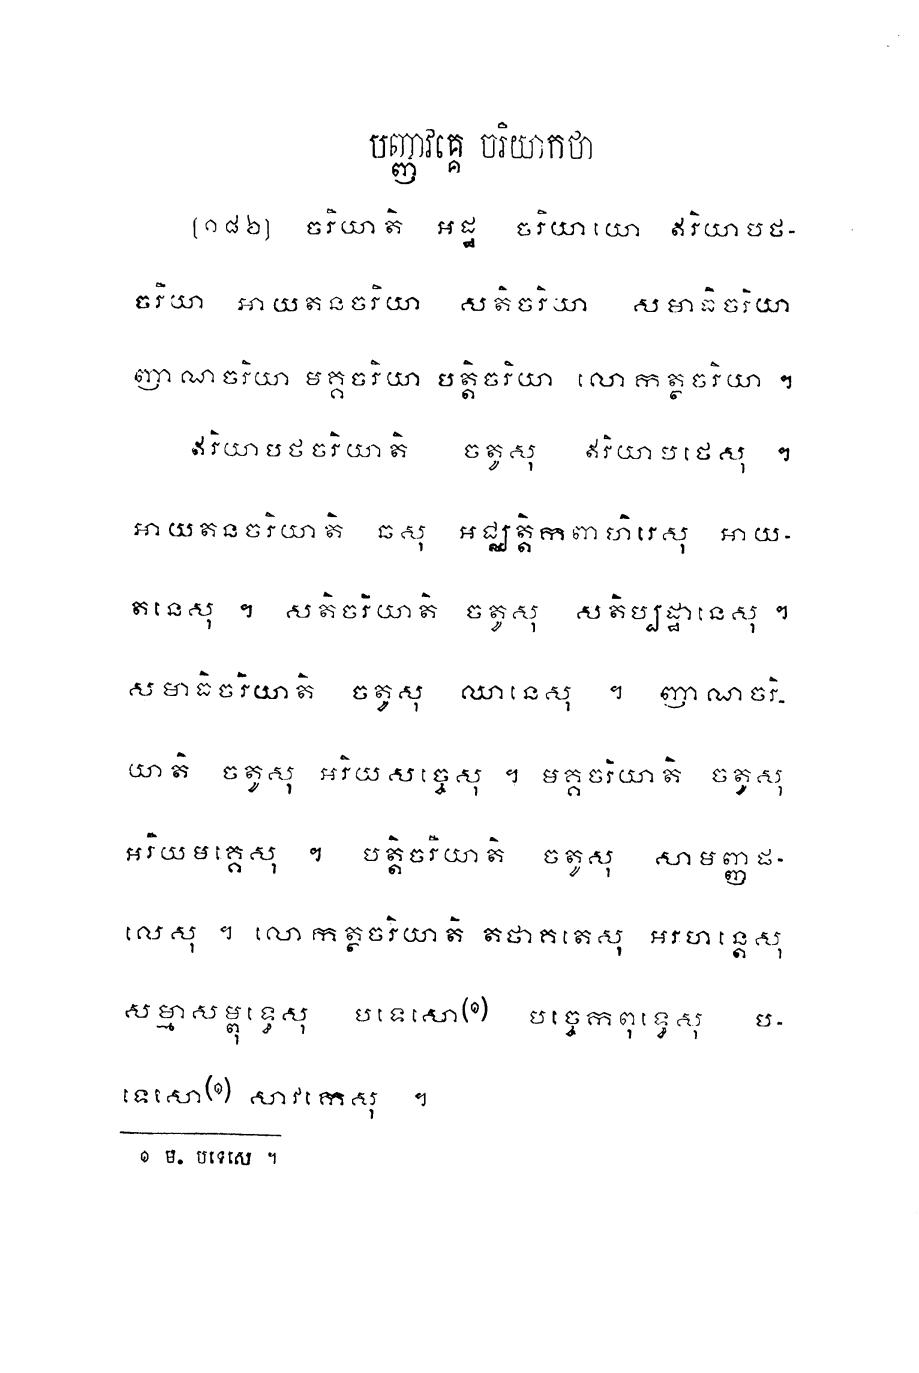 បញ្ញាវគ្គេ ចរិយាកថា
[១៨៦] ចរិយាតិ អដ្ឋ ចរិយាយោ ឥរិយាបថ-
ចរិយា អាយតនចរិយា សតិចរិយា សមាធិចរិយា
ញាណចរិយា មគ្គចរិយា បត្តិចរិយា លោកត្ថចរិយា ។
ឥរិយាបថចរិយាតិ ចតូសុ ឥរិយាបថេសុ ។
អាយតនចរិយាតិ ឆសុ អជ្ឈត្តិកពាហិរេសុ អាយ-
តនេសុ ។ សតិចរិយាតិ ចតូសុ សតិប្បដ្ឋានេសុ ។
សមាធិចរិយាតិ ចតូសុ ឈានេសុ ។ ញាណចរិ-
យាតិ ចតូសុ អរិយសច្ចេសុ ។ មគ្គចរិយាតិ ចតូសុ
អរិយមគ្គេសុ ។ បត្តិចរិយាតិ ចតូសុ សាមញ្ញផ-
លេសុ ។ លោកត្ថចរិយាតិ តថាគតេសុ អរហន្តេសុ
សម្មាសម្ពុទ្ធេសុ បទេសោ(១) បច្ចេកពុទ្ធេសុ ប-
ទេសោ(១) សាវកេសុ ។
១ ម. បទេសេ ។